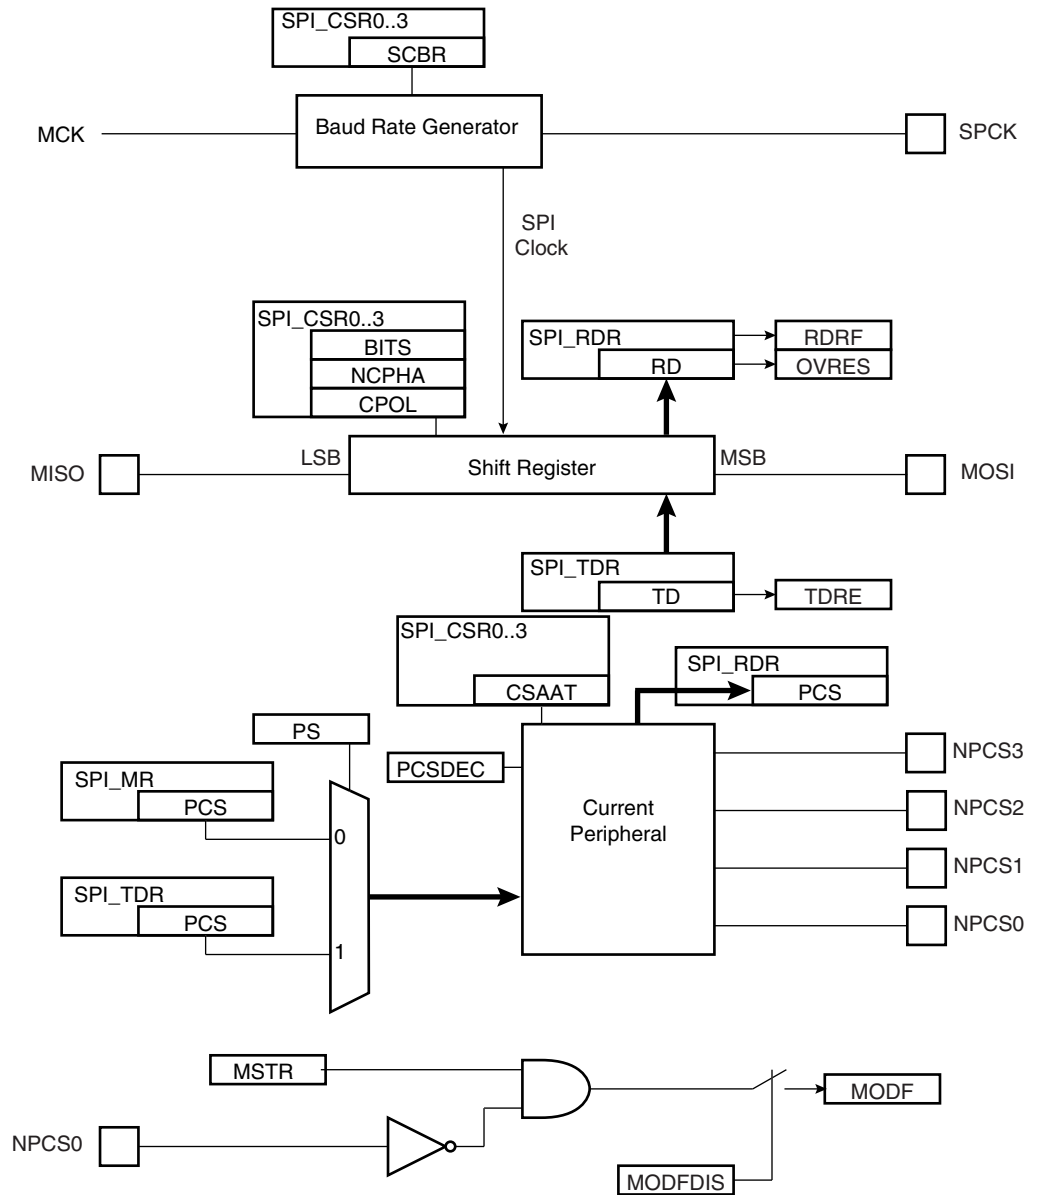 SPI_CSR0..3
SCBR
MCK
Baud Rate Generator
SPCK
SPI
Clock
SPI_CSR0..3
BITS
NCPHA
CPOL
SPI_RDR
RD
RDRF
OVRES
MISO
LSB
Shift Register
MSB
MOSI
SPI_TDR
TD
TDRE
SPI_CSR0..3
CSAAT
SPI_RDR
PCS
PS
PCSDEC
SPI_MR
PCS
0
Current
Peripheral
NPCS3
NPCS2
NPCS1
NPCS0
SPI_TDR
PCS
1
MSTR
MODF
NPCS0
MODFDIS